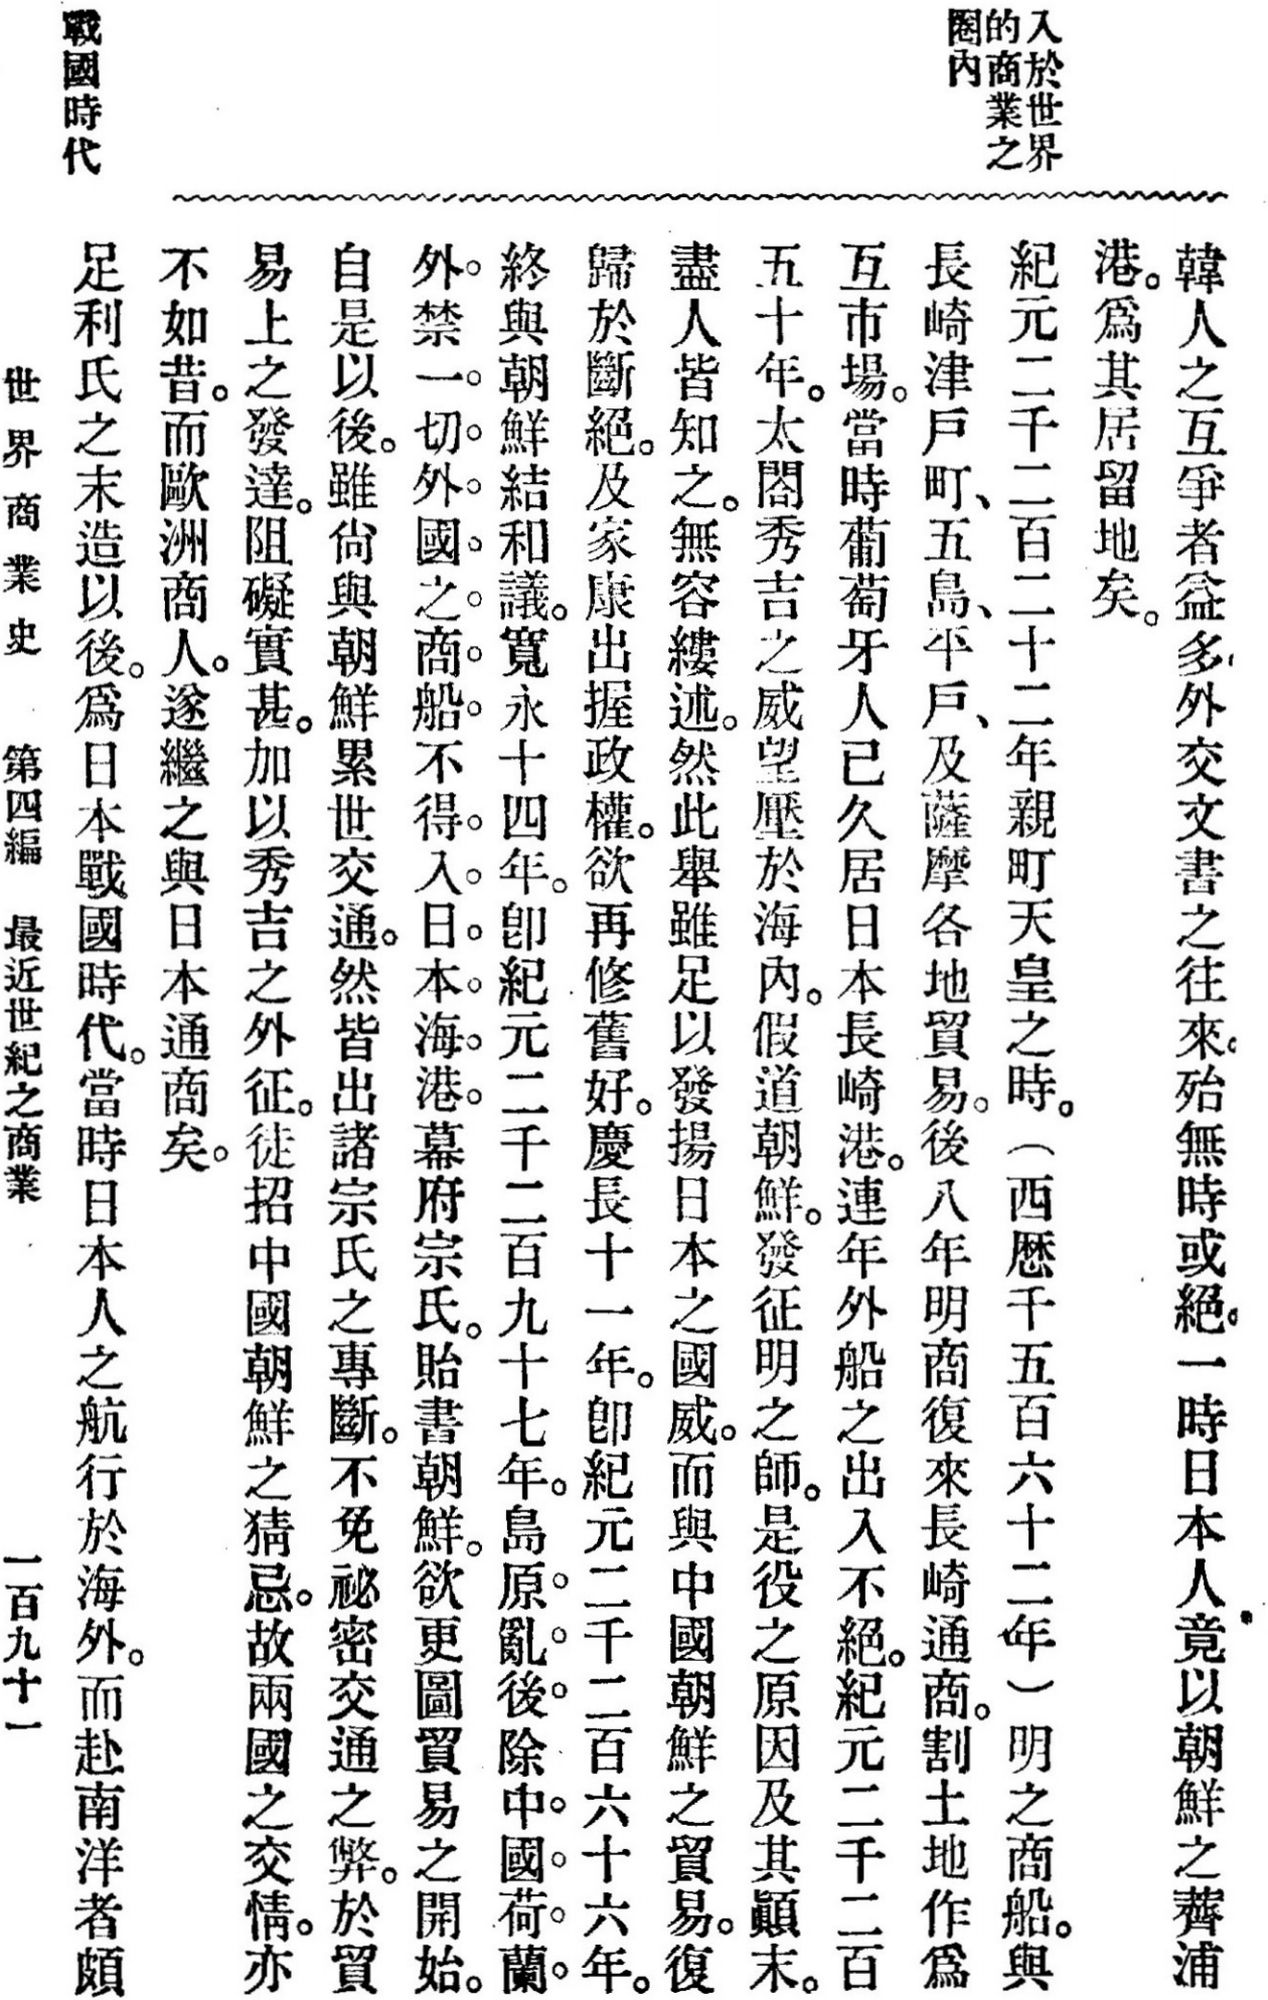 入於世界
的商業之
圈內
韓人之互爭者益多外交文書之往來。殆無時或絕。一時日本人竟以朝鮮之薺浦
港。爲其居留地矣。
紀元二千二百二十二年親町天皇之時。（西曆千五百六十二年）明之商船。與
長崎津戶町、五島、平戶、及薩摩各地貿易。後八年明商復來長崎通商。割土地作爲
互市場。當時葡萄牙人已久居日本長崎港。連年外船之出入不絕。紀元二千二百
五十年。太閤秀吉之威望壓於海內。假道朝鮮。發征明之師。是役之原因及其顚末。
盡人皆知之。無容縷述。然此舉雖足以發揚日本之國威。而與中國朝鮮之貿易。復
歸於斷絕。及家康出握政權。欲再修舊好。慶長十一年。卽紀元二千二百六十六年。
終與朝鮮結和議。寬永十四年。卽紀元二千二百九十七年。島原亂後除中國荷蘭
外。禁一切外國之商船不得入日本海港。幕府宗氏。貽書朝鮮。欲更圖貿易之開始。
自是以後。雖尙與朝鮮累世交通。然皆出諸宗氏之專斷。不免祕密交通之弊。於貿
易上之發達。阻礙實甚。加以秀吉之外征。徒招中國朝鮮之猜忌。故兩國之交情。亦
不如昔。而歐洲商人。遂繼之與日本通商矣。
戰國時代
足利氏之末造以後。爲日本戰國時代。當時日本人之航行於海外。而赴南洋者頗
世界商業史　第四編　最近世紀之商業　一百九十一